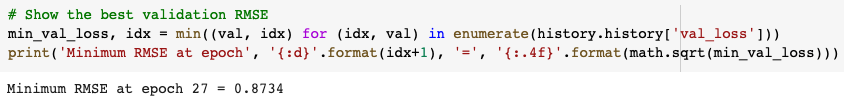 # Show the best validation RMSE
min_val_loss, idx = min((val, idx) for (idx, val) in enumerate(history.history['val_loss']))
print('Minimum RMSE at epoch', '{:d}'.format(idx+1), '=', '{:.4f}'.format(math.sqrt(min_val_loss)))
Minimum RMSE at epoch 27 = 0.8734